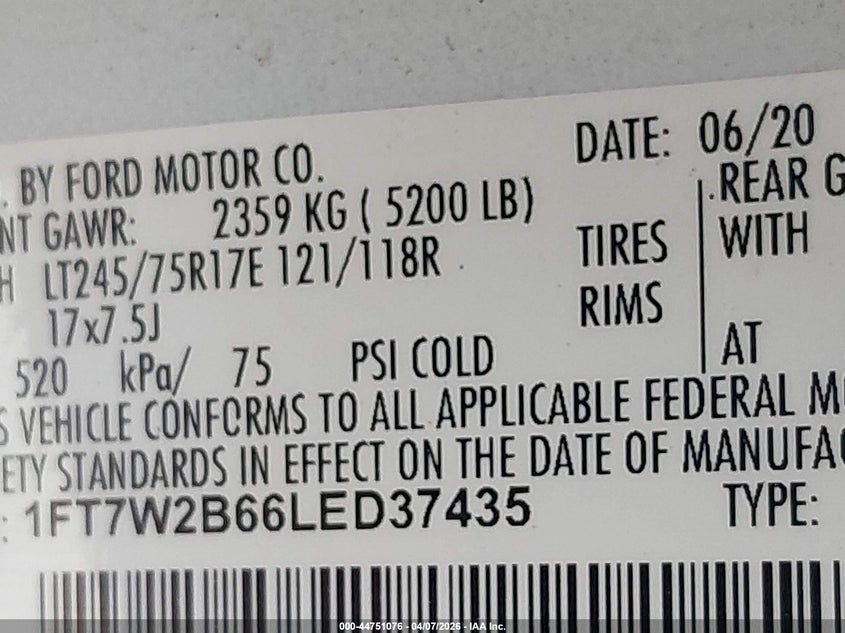 . BY FORD MOTOR CO.
DATE: 06/20
NT GAWR: 2359 KG ( 5200 LB)
REAR G
H LT245/75R17E 121/118R
TIRES
WITH
17x7.5J
RIMS
520 kPa/ 75 PSI COLD
AT
S VEHICLE CONFORMS TO ALL APPLICABLE FEDERAL M
ETY STANDARDS IN EFFECT ON THE DATE OF MANUFA
: 1FT7W2B66LED37435
TYPE:
000-44751076 - 04/07/2026 - IAA Inc.